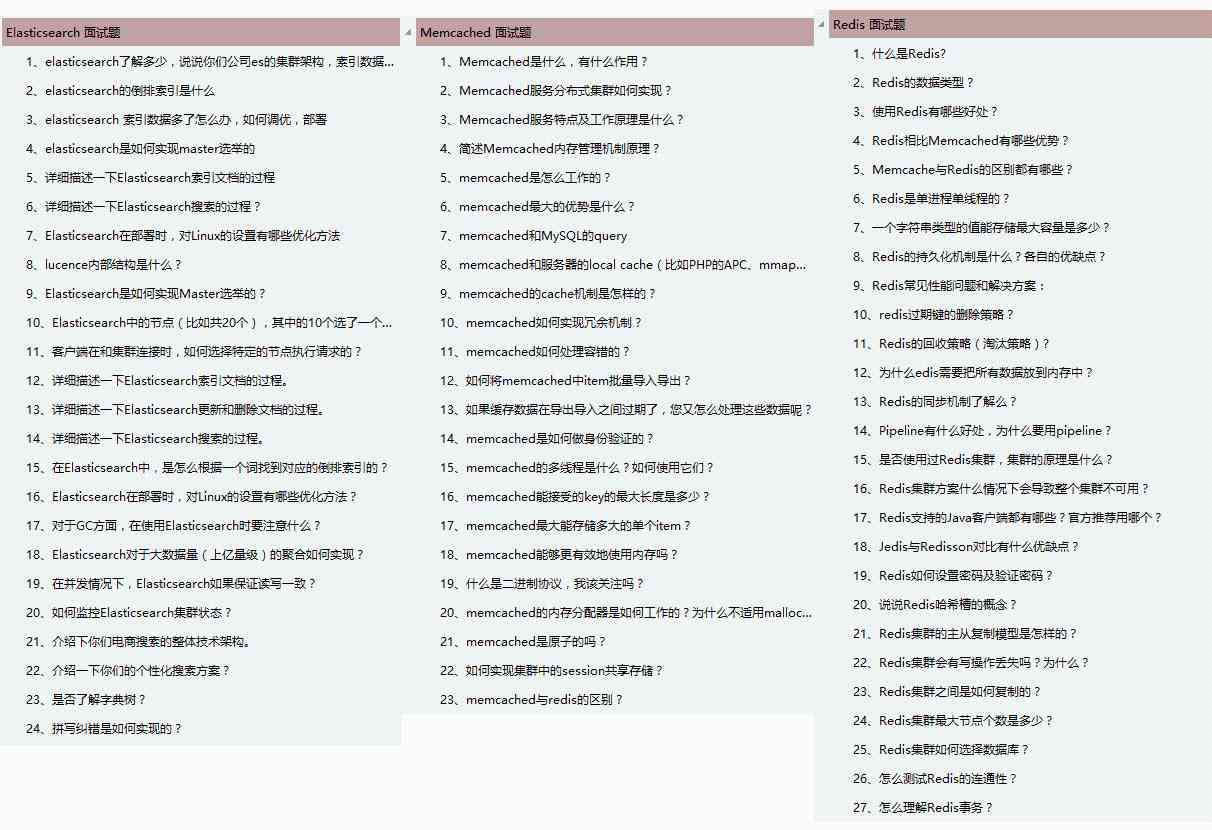 Elasticsearch 面试题
1、elasticsearch了解多少，说说你们公司es的集群架构，索引数据...
2、elasticsearch的倒排索引是什么
3、elasticsearch 索引数据多了怎么办，如何调优，部署
4、elasticsearch是如何实现master选举的
5、详细描述一下Elasticsearch索引文档的过程
6、详细描述一下Elasticsearch搜索的过程？
7、Elasticsearch在部署时，对Linux的设置有哪些优化方法
8、lucence内部结构是什么？
9、Elasticsearch是如何实现Master选举的？
10、Elasticsearch中的节点（比如共20个），其中的10个选了一个...
11、客户端在和集群连接时，如何选择特定的节点执行请求的？
12、详细描述一下Elasticsearch索引文档的过程。
13、详细描述一下Elasticsearch更新和删除文档的过程。
14、详细描述一下Elasticsearch搜索的过程。
15、在Elasticsearch中，是怎么根据一个词找到对应的倒排索引的？
16、Elasticsearch在部署时，对Linux的设置有哪些优化方法？
17、对于GC方面，在使用Elasticsearch时要注意什么？
18、Elasticsearch对于大数据量（上亿量级）的聚合如何实现？
19、在并发情况下，Elasticsearch如果保证读写一致？
20、如何监控Elasticsearch集群状态？
21、介绍下你们电商搜索的整体技术架构。
22、介绍一下你们的个性化搜索方案？
23、是否了解字典树？
24、拼写纠错是如何实现的？
Memcached 面试题
1、Memcached是什么，有什么作用？
2、Memcached服务分布式集群如何实现？
3、Memcached服务特点及工作原理是什么？
4、简述Memcached内存管理机制原理？
5、memcached是怎么工作的？
6、memcached最大的优势是什么？
7、memcached和MySQL的query
8、memcached和服务器的local cache（比如PHP的APC、mmap...
9、memcached的cache机制是怎样的？
10、memcached如何实现冗余机制？
11、memcached如何处理容错的？
12、如何将memcached中item批量导入导出？
13、如果缓存数据在导出导入之间过期了，您又怎么处理这些数据呢？
14、memcached是如何做身份验证的？
15、memcached的多线程是什么？如何使用它们？
16、memcached能接受的key的最大长度是多少？
17、memcached最大能存储多大的单个item？
18、memcached能够更有效地使用内存吗？
19、什么是二进制协议，我该关注吗？
20、memcached的内存分配器是如何工作的？为什么不适用malloc...
21、memcached是原子的吗？
22、如何实现集群中的session共享存储？
23、memcached与redis的区别？
Redis 面试题
1、什么是Redis?
2、Redis的数据类型？
3、使用Redis有哪些好处？
4、Redis相比Memcached有哪些优势？
5、Memcache与Redis的区别都有哪些？
6、Redis是单进程单线程的？
7、一个字符串类型的值能存储最大容量是多少？
8、Redis的持久化机制是什么？各自的优缺点？
9、Redis常见性能问题和解决方案：
10、redis过期键的删除策略？
11、Redis的回收策略（淘汰策略）?
12、为什么edis需要把所有数据放到内存中？
13、Redis的同步机制了解么？
14、Pipeline有什么好处，为什么要用pipeline？
15、是否使用过Redis集群，集群的原理是什么？
16、Redis集群方案什么情况下会导致整个集群不可用？
17、Redis支持的Java客户端都有哪些？官方推荐用哪个？
18、Jedis与Redisson对比有什么优缺点？
19、Redis如何设置密码及验证密码？
20、说说Redis哈希槽的概念？
21、Redis集群的主从复制模型是怎样的？
22、Redis集群会有写操作丢失吗？为什么？
23、Redis集群之间是如何复制的？
24、Redis集群最大节点个数是多少？
25、Redis集群如何选择数据库？
26、怎么测试Redis的连通性？
27、怎么理解Redis事务？